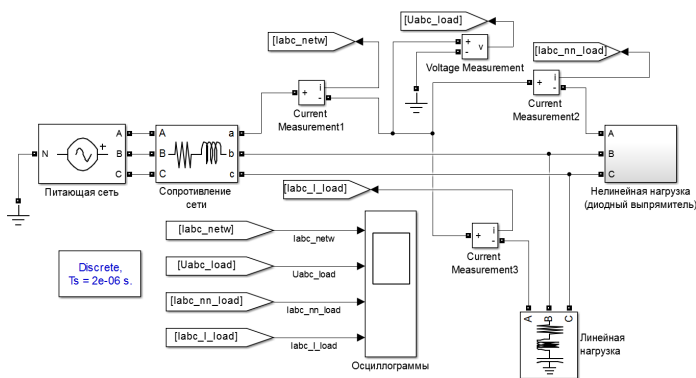 [Uabc_load]
[Iabc_netw]
+
-
v
[Iabc_nn_load]
Voltage Measurement
+
i
-
Current
Measurement1
+
i
-
Current
Measurement2
N
+
A
B
C
A
B
C
a
b
c
A
B
C
Питающая сеть
Сопротивление
сети
Нелинейная нагрузка
(диодный выпрямитель)
[Iabc_l_load]
[Iabc_netw]
Iabc_netw
+
i
-
Current
Measurement3
Discrete,
Ts = 2e-06 s.
[Uabc_load]
Uabc_load
[Iabc_nn_load]
Iabc_nn_load
[Iabc_l_load]
Iabc_l_load
Осциллограммы
A
B
C
Линейная
нагрузка